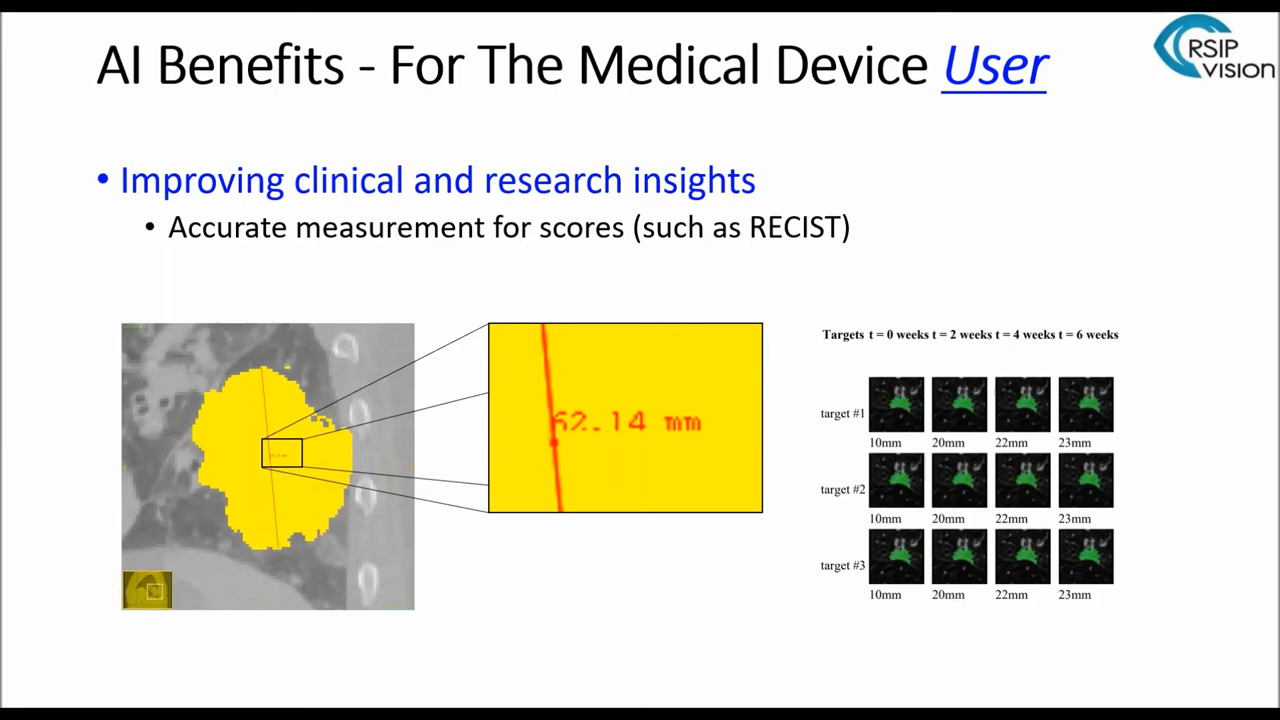 AI Benefits - For The Medical Device User
RSIP
vision
• Improving clinical and research insights
• Accurate measurement for scores (such as RECIST)
62.14 mm
Targets t = 0 weeks t = 2 weeks t = 4 weeks t = 6 weeks
target #1
10mm 20mm 22mm 23mm
target #2
10mm 20mm 22mm 23mm
target #3
10mm 20mm 22mm 23mm